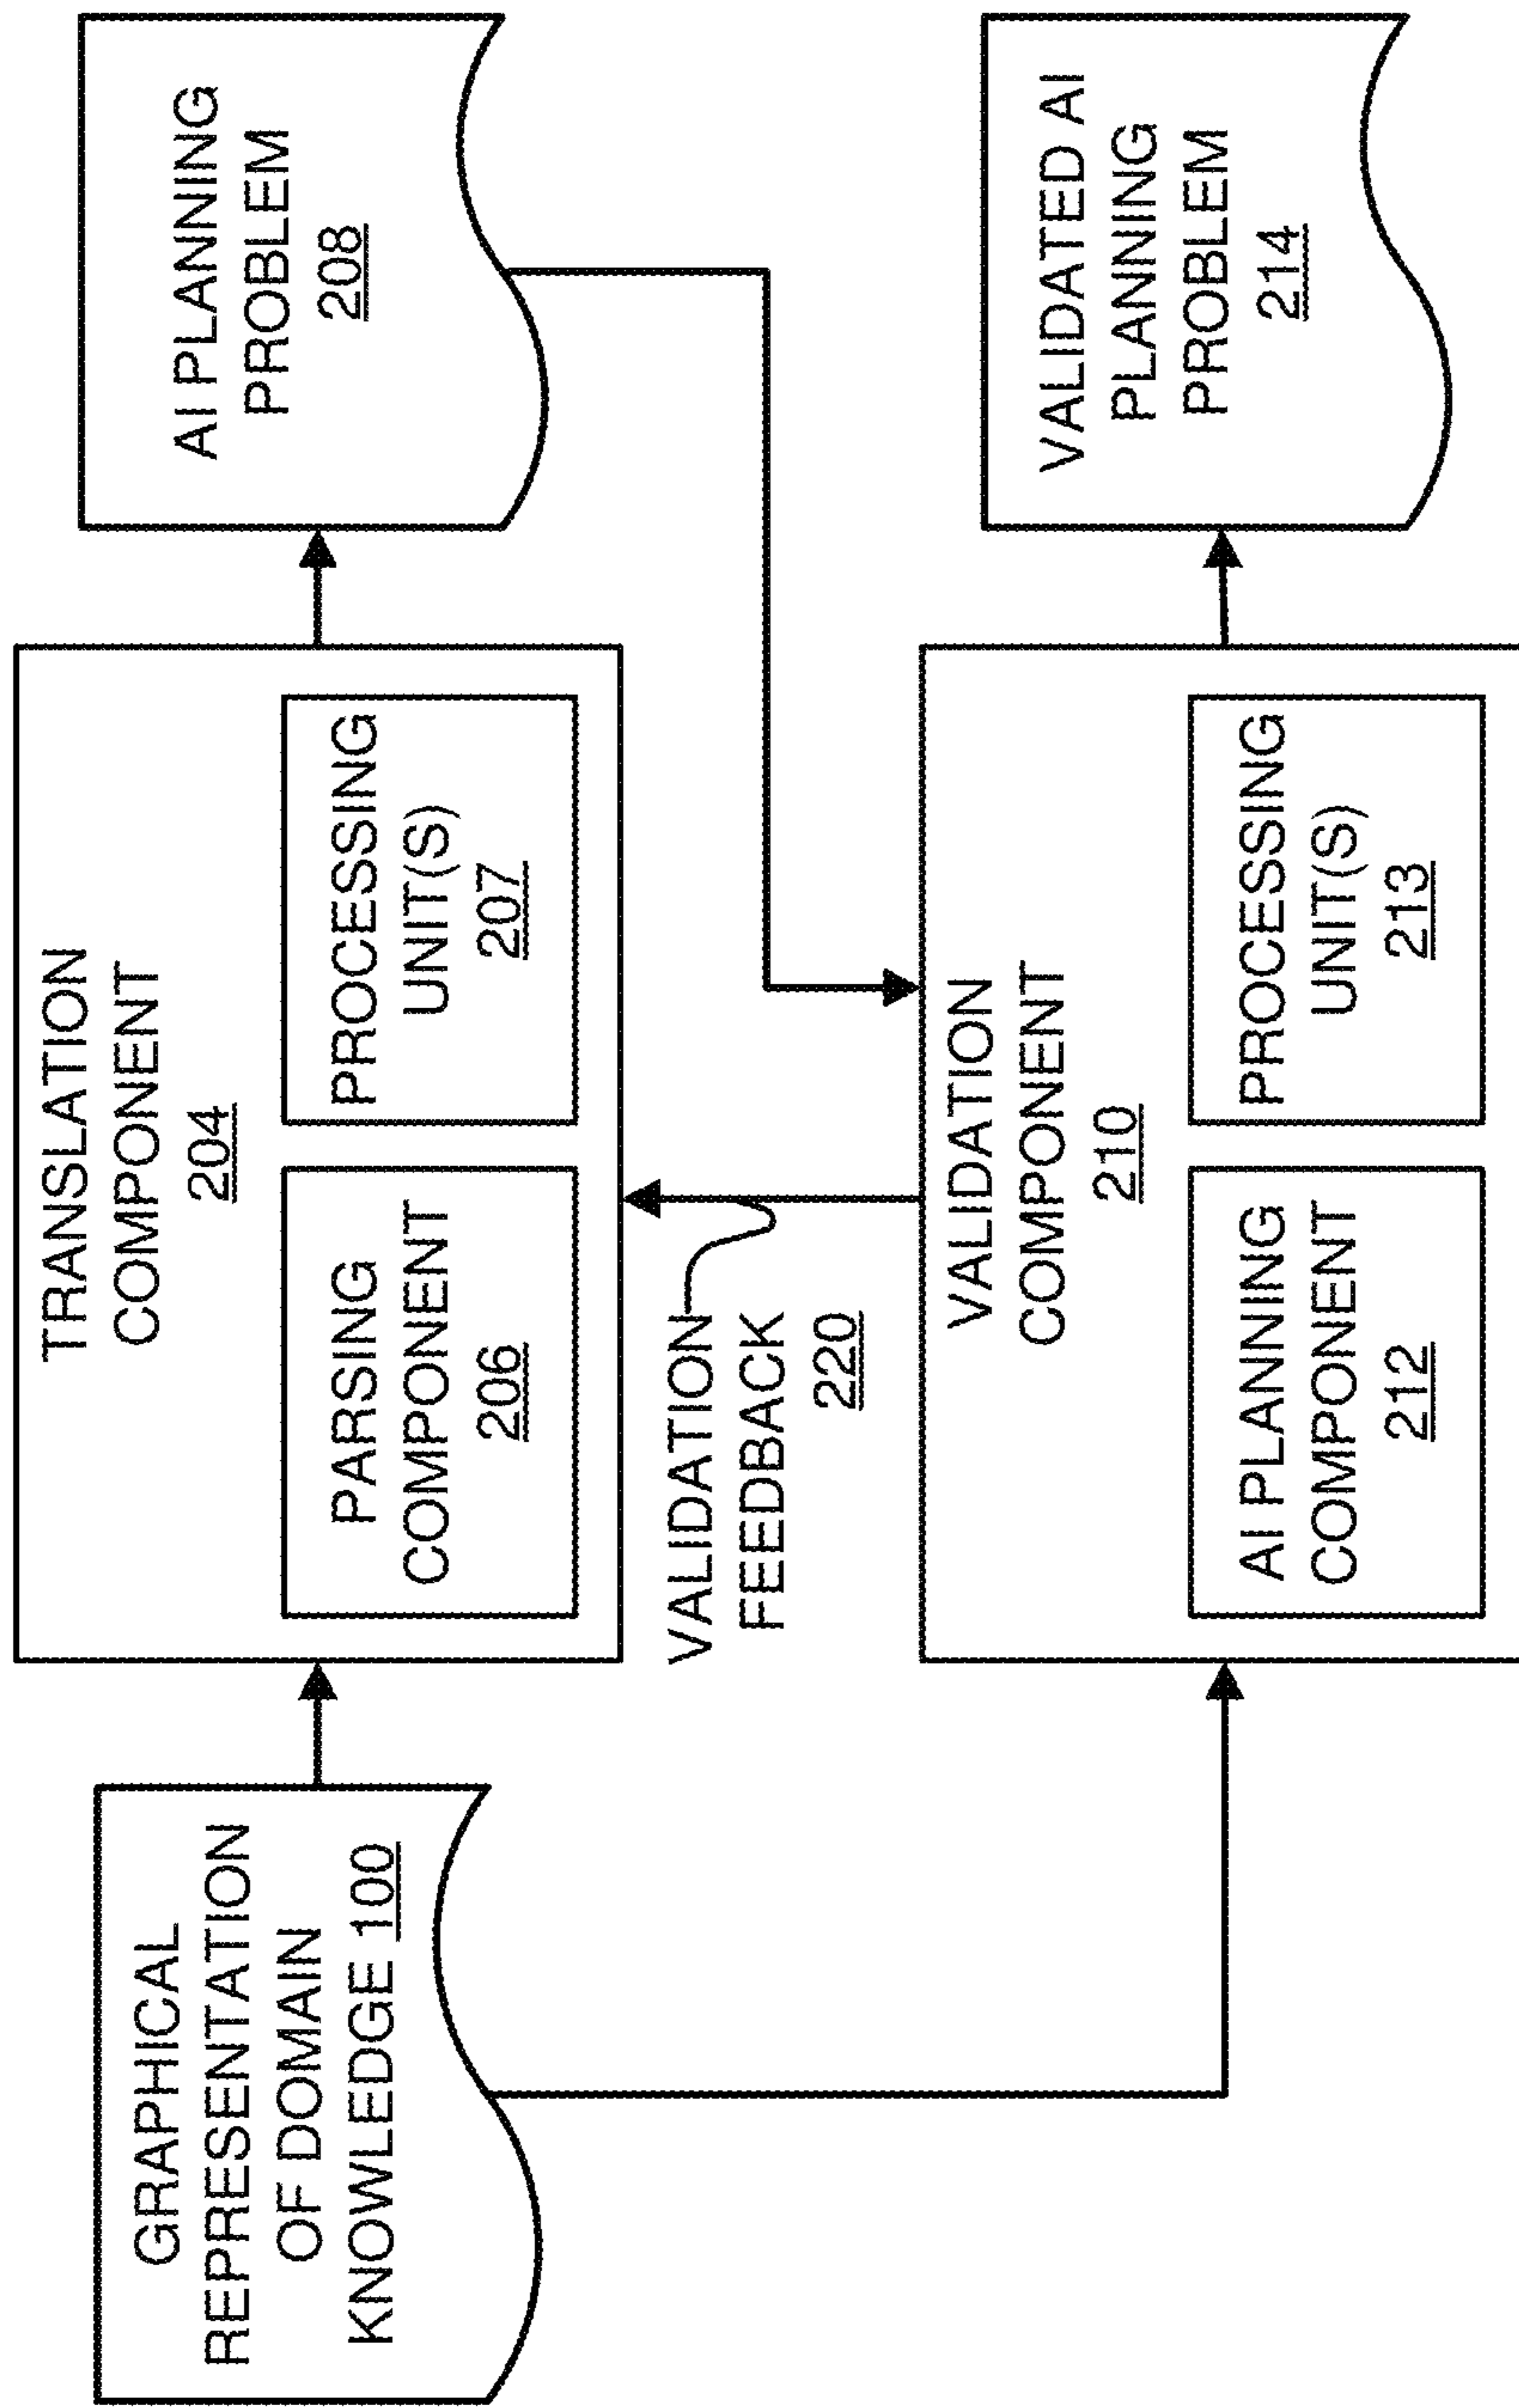 GRAPHICAL
REPRESENTATION
OF DOMAIN
KNOWLEDGE 100
TRANSLATION
COMPONENT
204
PARSING
COMPONENT
206
PROCESSING
UNIT(S)
207
AI PLANNING
PROBLEM
208
VALIDATION
FEEDBACK
220
VALIDATION
COMPONENT
210
AI PLANNING
COMPONENT
212
PROCESSING
UNIT(S)
213
VALIDATED AI
PLANNING
PROBLEM
214